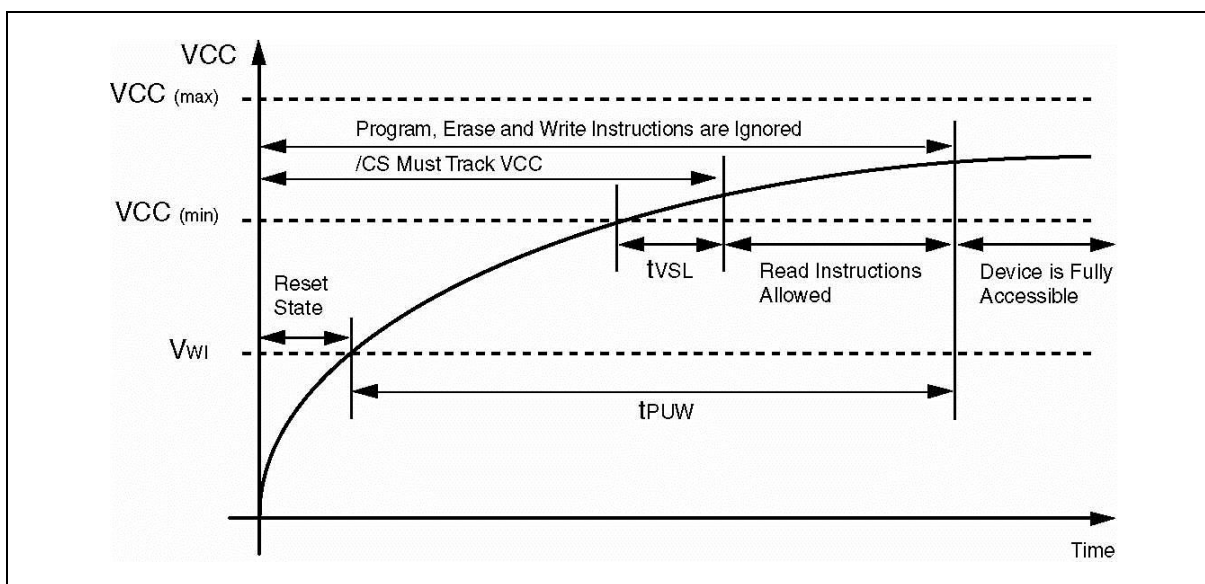 VCC
VCC (max)
Program, Erase and Write Instructions are Ignored
/CS Must Track VCC
VCC (min)
tVSL
Read Instructions
Allowed
Device is Fully
Accessible
Reset
State
VWI
tPUW
Time